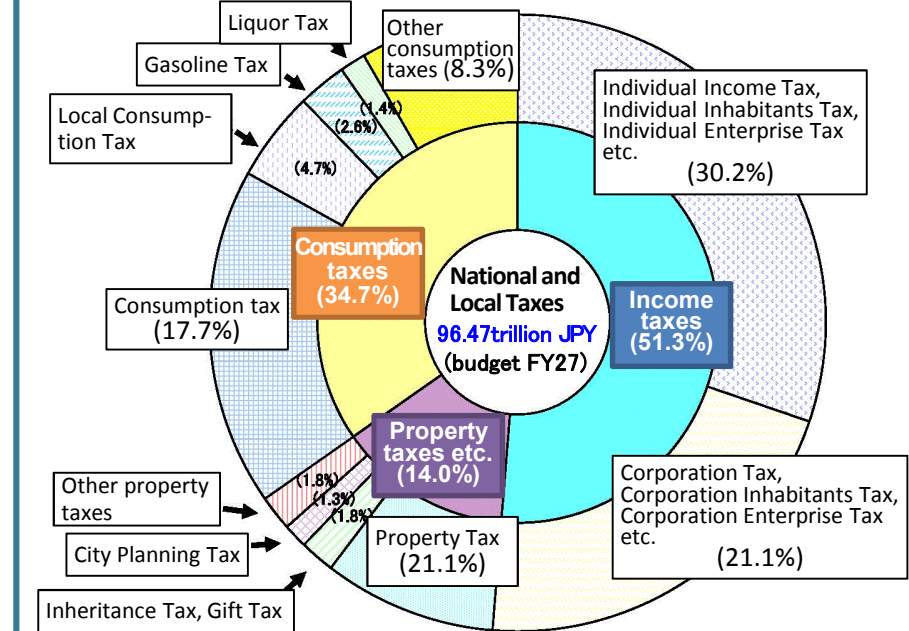 Liquor Tax
Gasoline Tax
Local Consump-
tion Tax
Other
consumption
taxes (8.3%)
Individual Income Tax,
Individual Inhabitants Tax,
Individual Enterprise Tax
etc.
(30.2%)
(1.4%)
(2.6%)
(4.7%)
Consumption
taxes
(34.7%)
National and
Local Taxes
96.47trillion JPY
(budget FY27)
Income
taxes
(51.3%)
Consumption tax
(17.7%)
Property
taxes etc.
(14.0%)
(1.8%)
(1.3%)
(1.8%)
Other property
taxes
City Planning Tax
Inheritance Tax, Gift Tax
Property Tax
(21.1%)
Corporation Tax,
Corporation Inhabitants Tax,
Corporation Enterprise Tax
etc.
(21.1%)